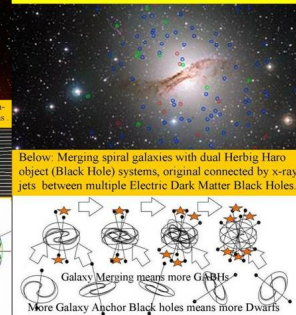 Below: Merging spiral galaxies with dual Herbig Haro
object (Black Hole) systems, original connected by x-ray
jets between multiple Electric Dark Matter Black Holes.
Galaxy Merging means more GABHs
More Galaxy Anchor Black holes means more Dwarfs